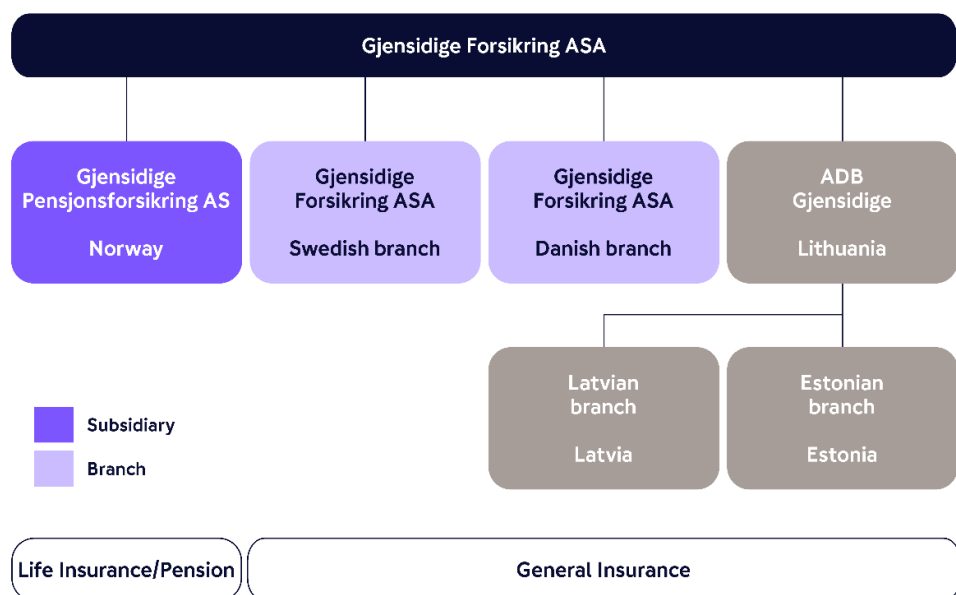 Gjensidige Forsikring ASA
Gjensidige
Pensjonsforsikring AS
Norway
Gjensidige
Forsikring ASA
Swedish branch
Gjensidige
Forsikring ASA
Danish branch
ADB
Gjensidige
Lithuania
Latvian
branch
Latvia
Estonian
branch
Estonia
Subsidiary
Branch
Life Insurance/Pension
General Insurance